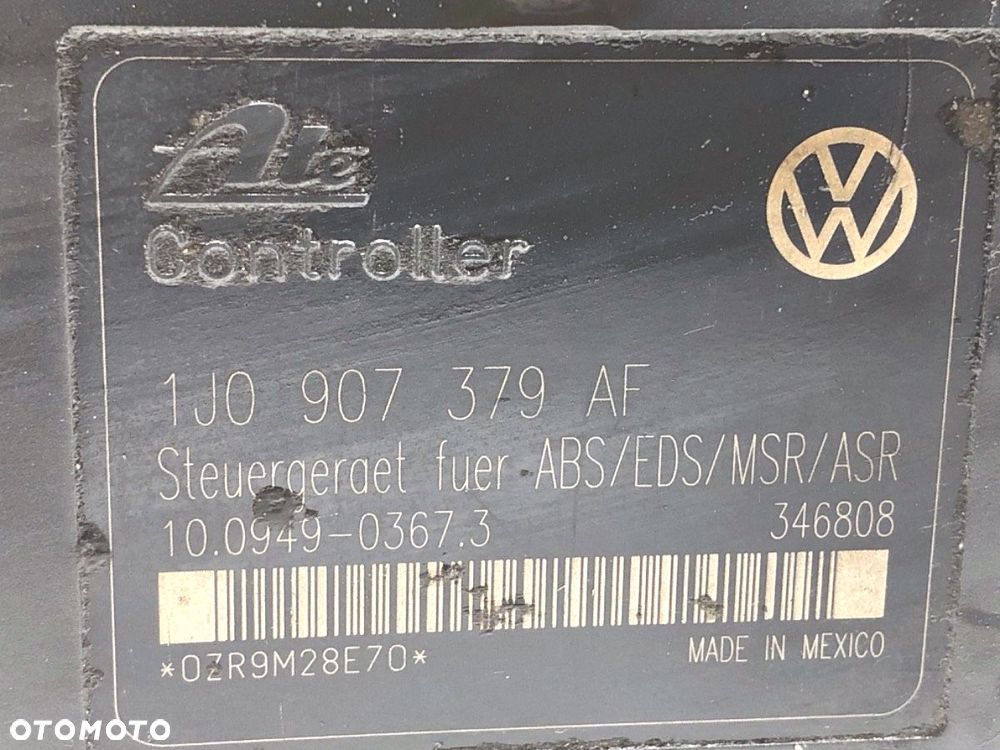 Ate
Controller
1J0 907 379 AF
Steuergeraet fuer ABS/EDS/MSR/ASR
10.0949-0367.3 346808
*0ZR9M28E70* MADE IN MEXICO
OTOMOTO